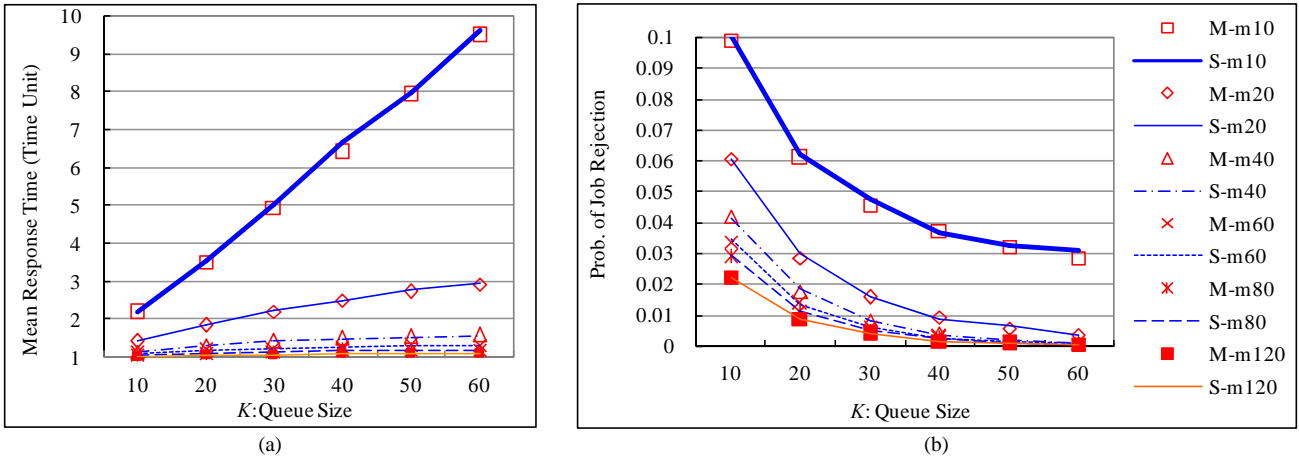 Mean Response Time (Time Unit)
10
9
8
7
6
5
4
3
2
1
10 20 30 40 50 60
K: Queue Size
(a)
Prob. of Job Rejection
0.1
0.09
0.08
0.07
0.06
0.05
0.04
0.03
0.02
0.01
0
10 20 30 40 50 60
K: Queue Size
M-m10
S-m10
M-m20
S-m20
M-m40
S-m40
M-m60
S-m60
M-m80
S-m80
M-m120
S-m120
(b)